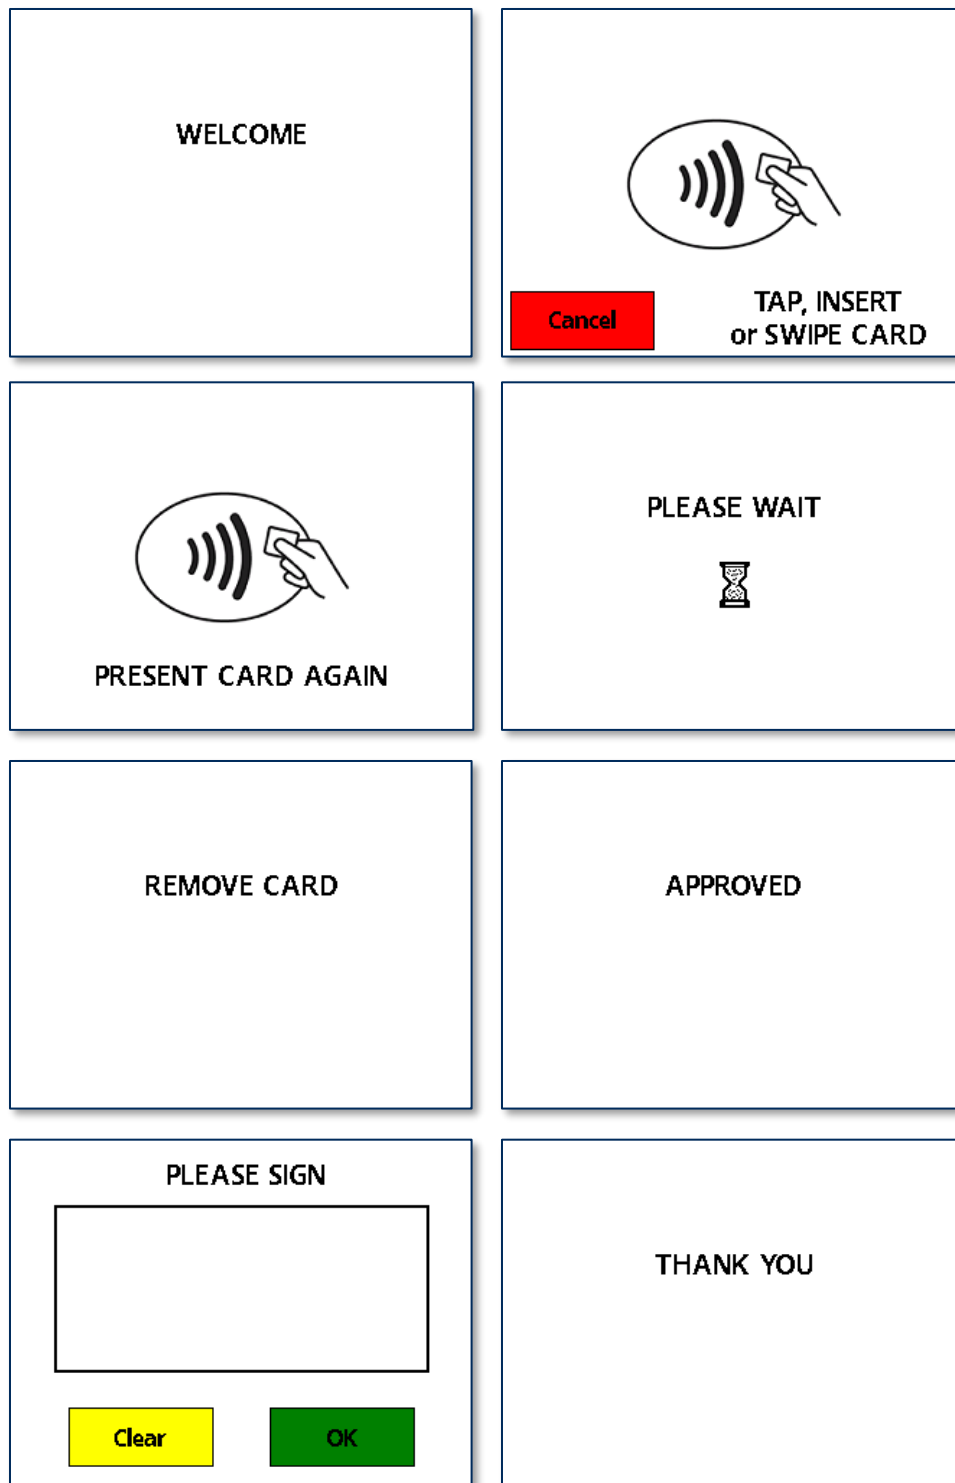 WELCOME
Cancel
TAP, INSERT
or SWIPE CARD
PRESENT CARD AGAIN
PLEASE WAIT
REMOVE CARD
APPROVED
PLEASE SIGN
Clear
OK
THANK YOU